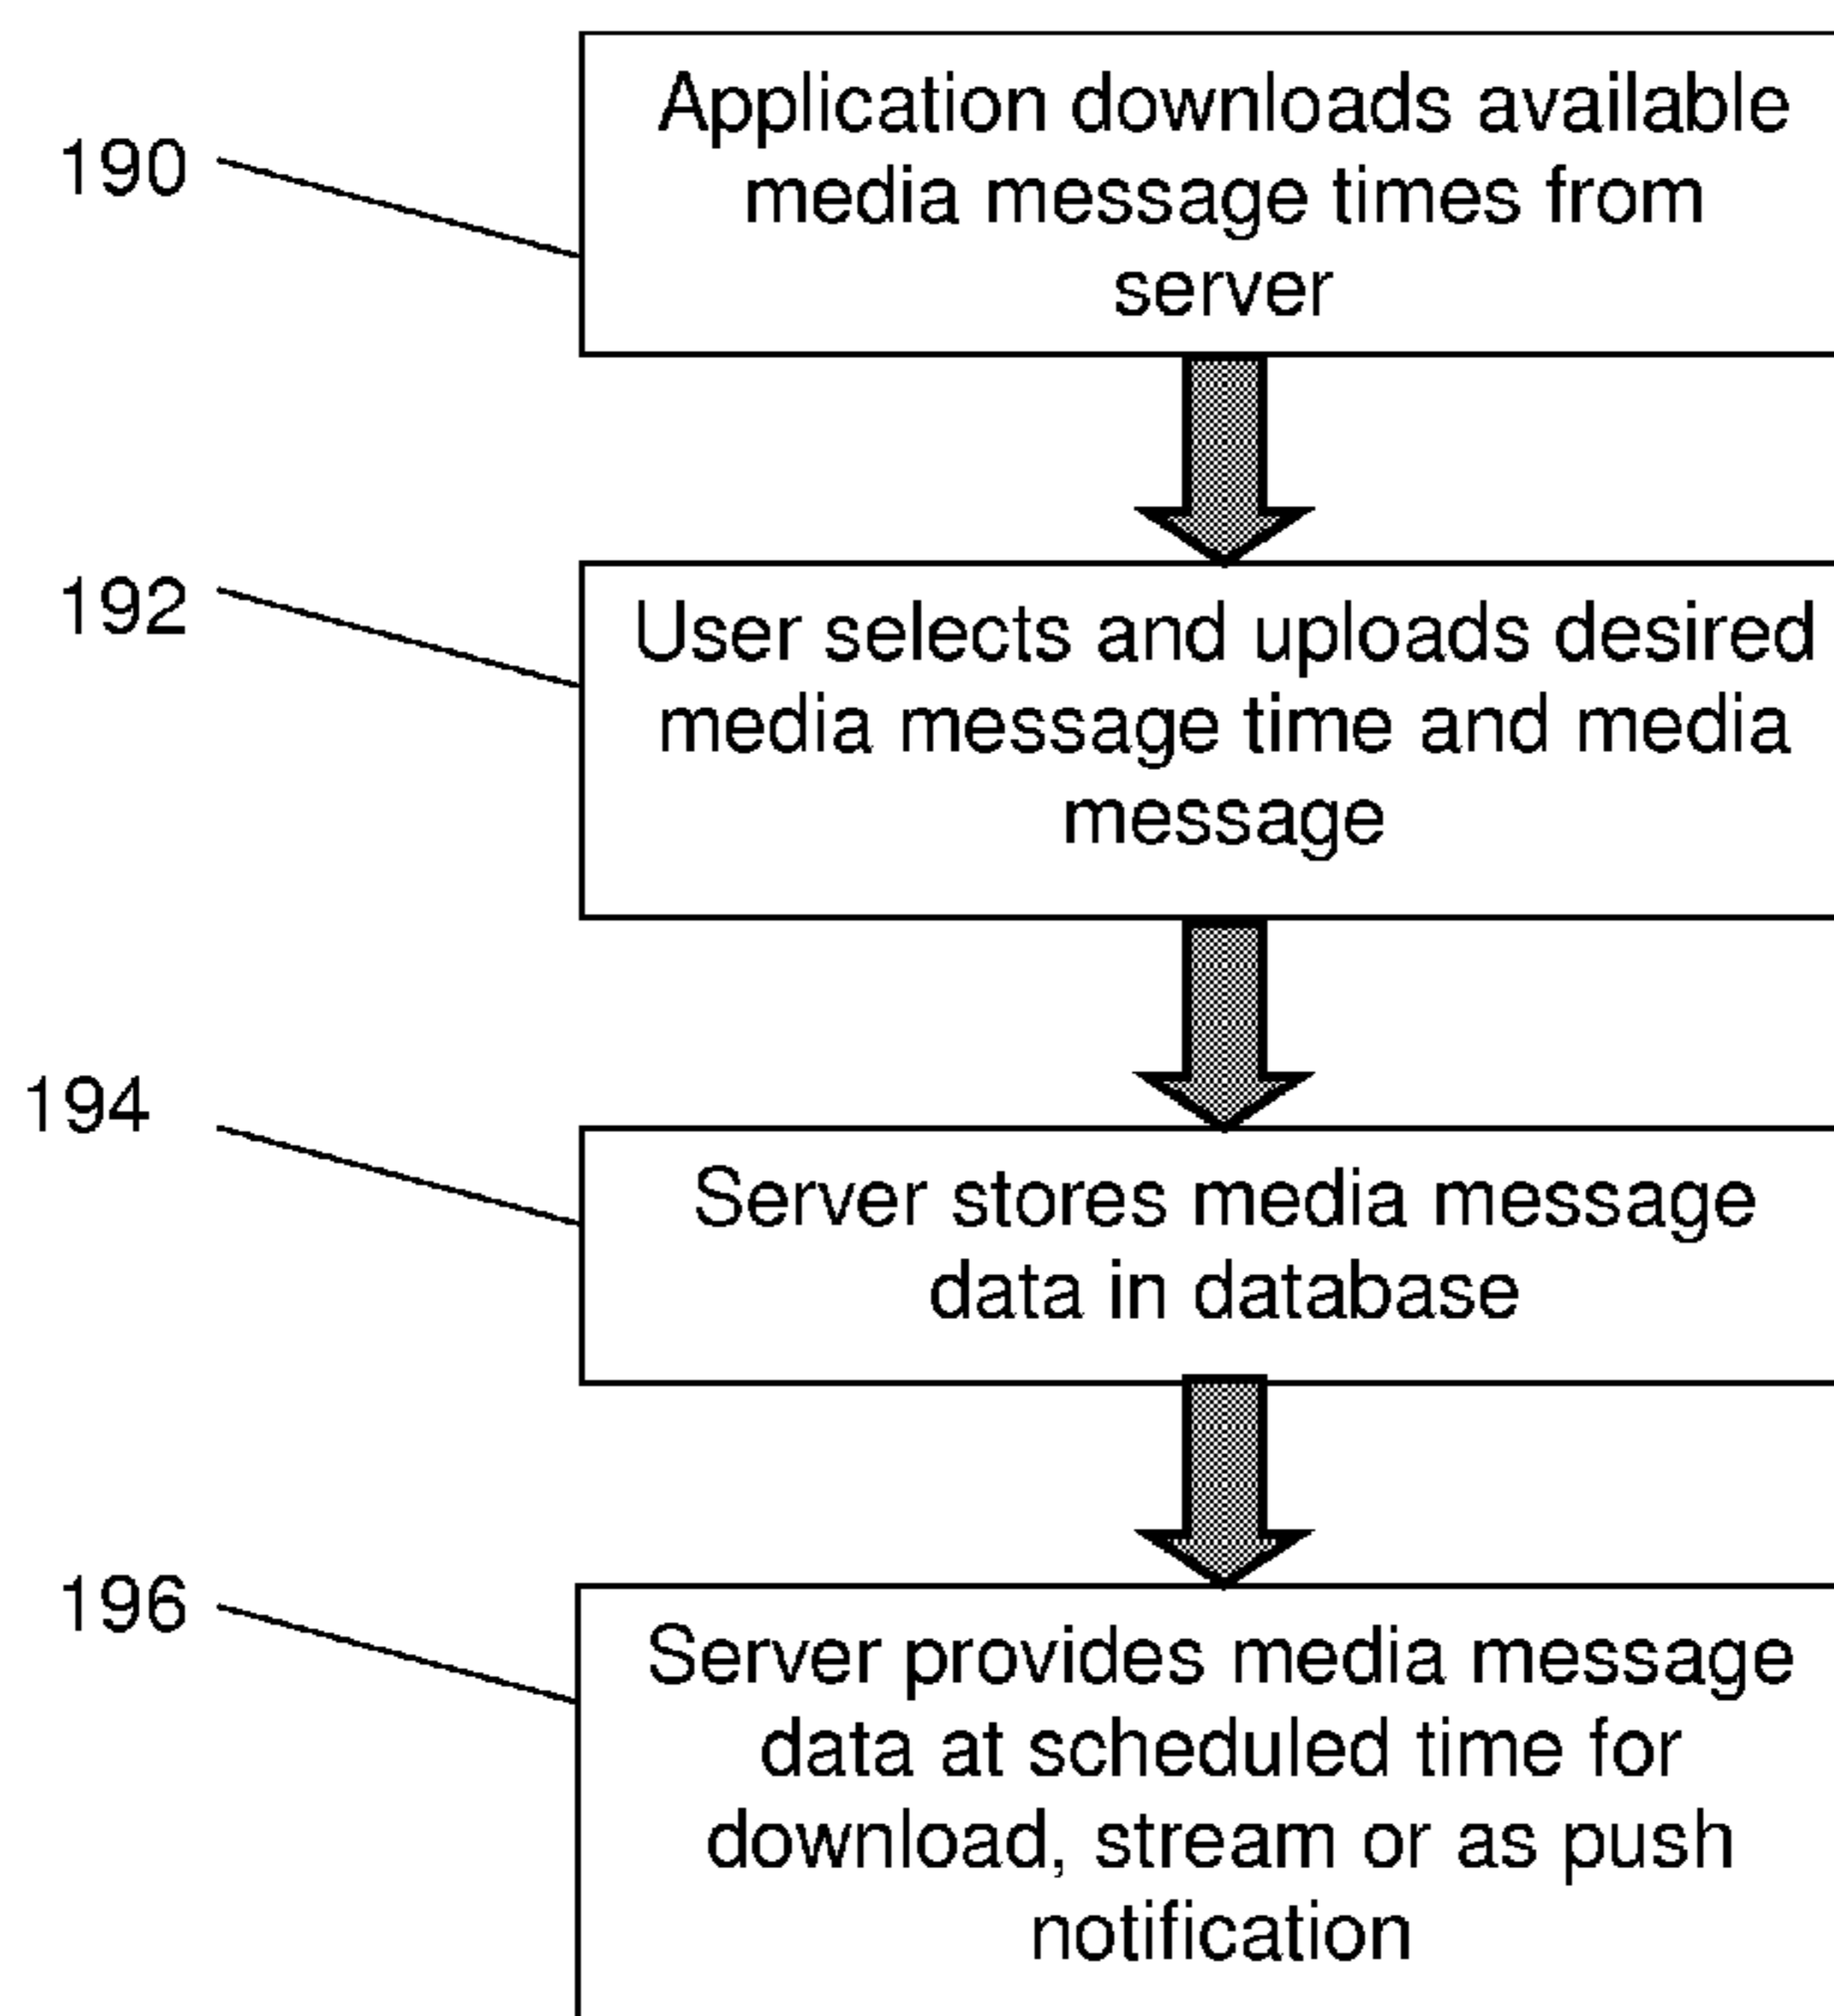 190
Application downloads available
media message times from
server
192
User selects and uploads desired
media message time and media
message
194
Server stores media message
data in database
196
Server provides media message
data at scheduled time for
download, stream or as push
notification